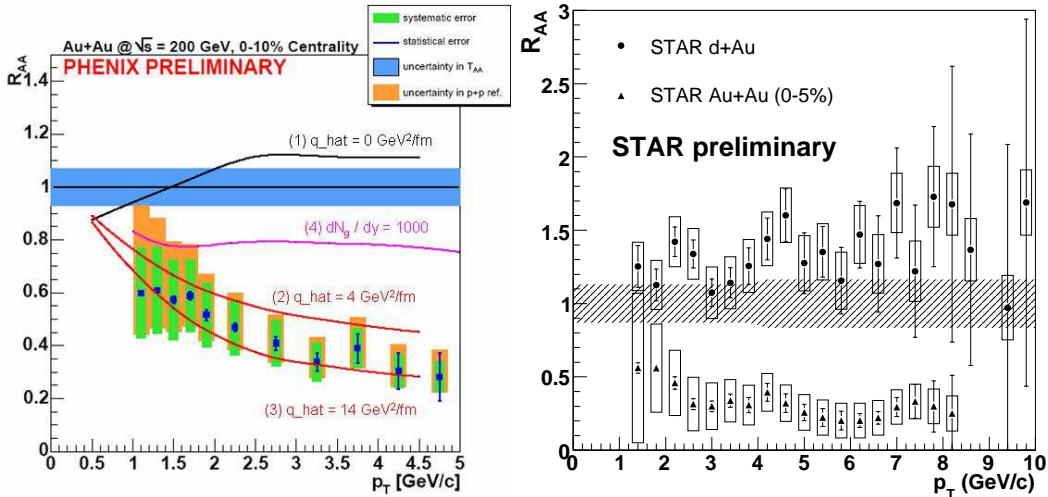 systematic error
statistical error
uncertainty in T_AA
uncertainty in p+p ref.
Au+Au @ √s = 200 GeV, 0-10% Centrality
PHENIX PRELIMINARY
R_AA
1.4
1.2
1
0.8
0.6
0.4
0.2
(1) q_hat = 0 GeV²/fm
(4) dN_g / dy = 1000
(2) q_hat = 4 GeV²/fm
(3) q_hat = 14 GeV²/fm
0 0.5 1 1.5 2 2.5 3 3.5 4 4.5 5
p_T [GeV/c]
R_AA
3
2.5
2
1.5
1
0.5
0
STAR d+Au
STAR Au+Au (0-5%)
STAR preliminary
0 1 2 3 4 5 6 7 8 9 10
p_T (GeV/c)